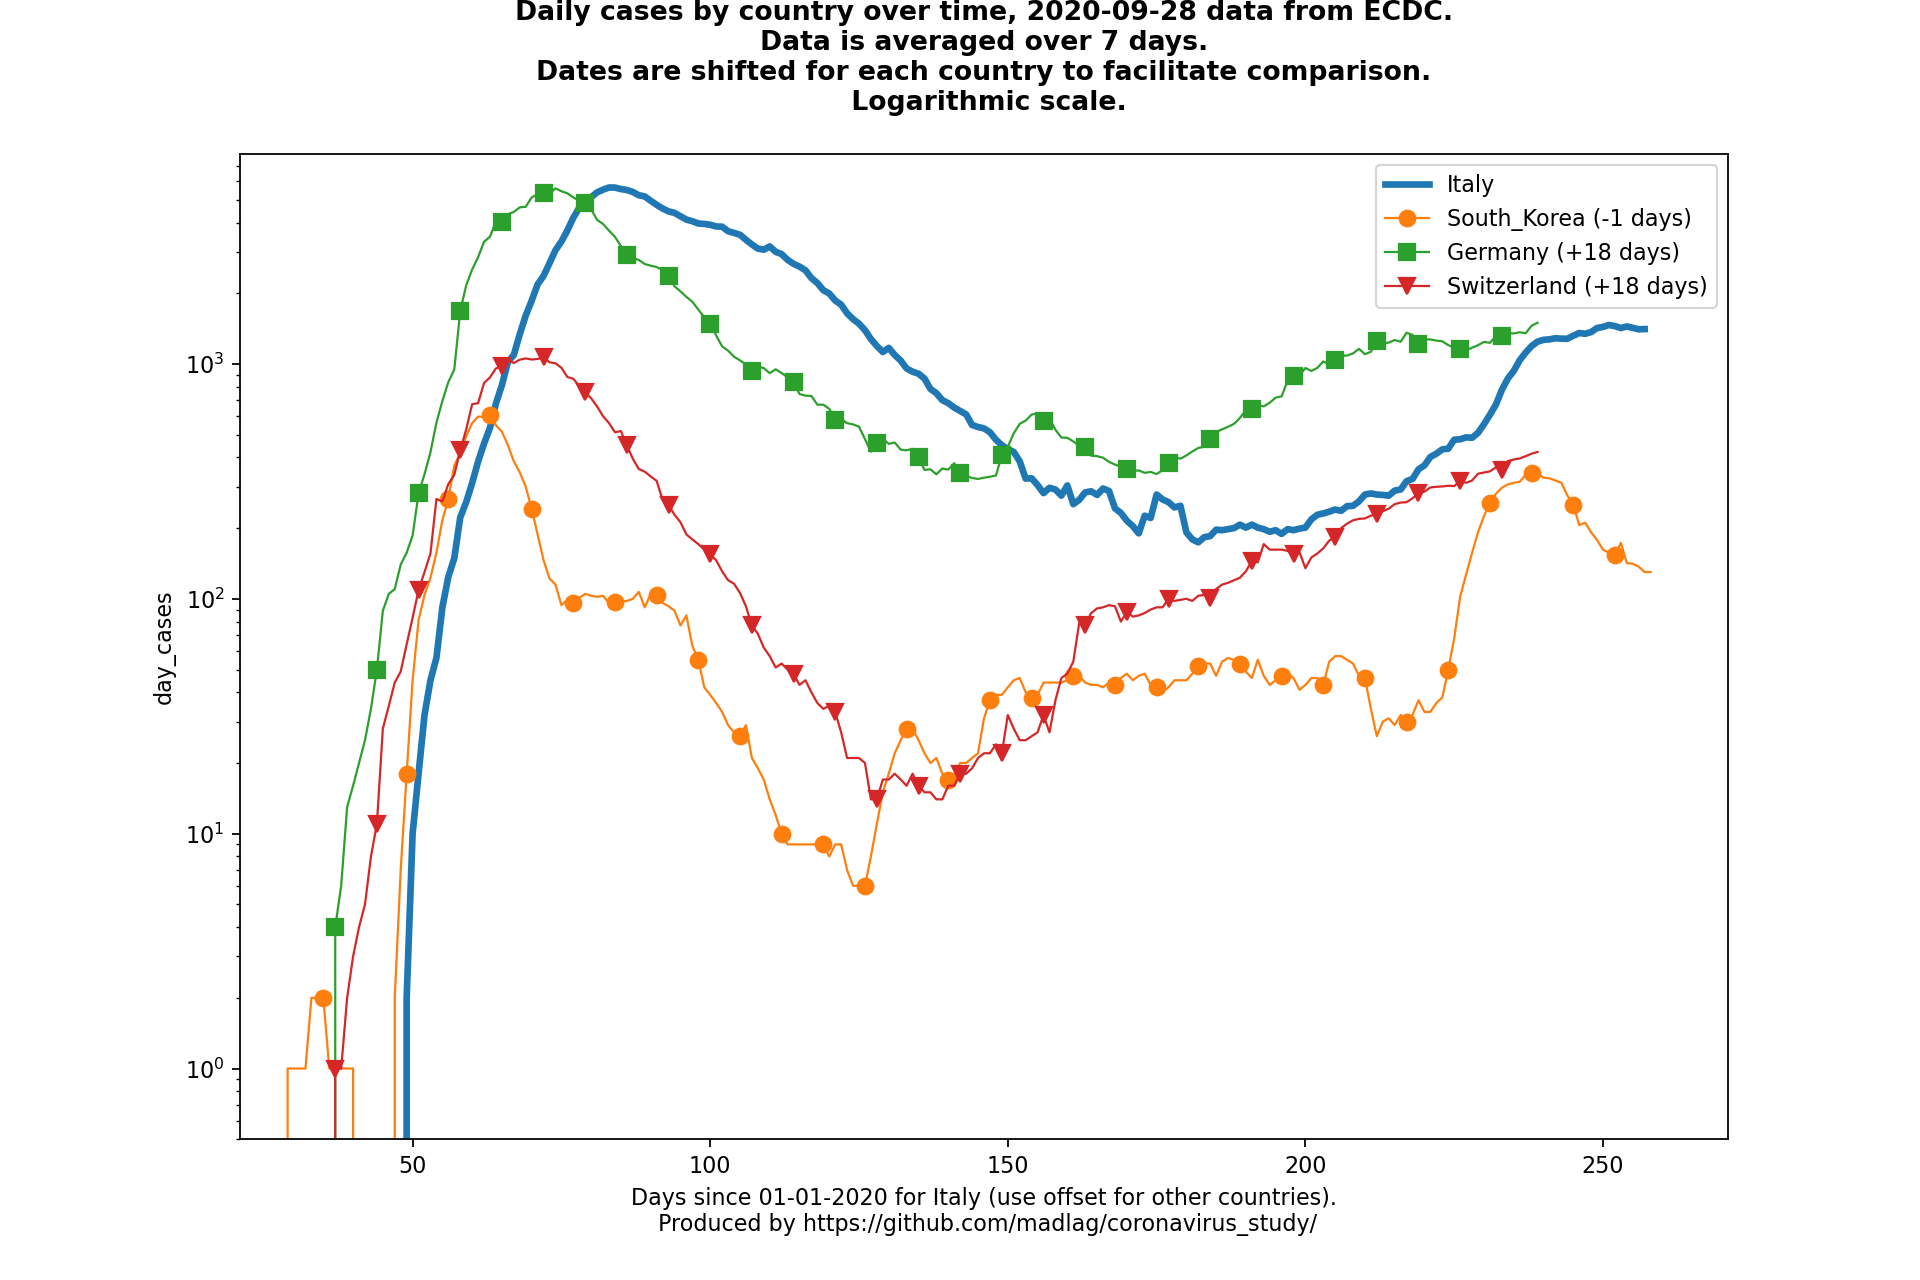 Daily cases by country over time, 2020-09-28 data from ECDC.
Data is averaged over 7 days.
Dates are shifted for each country to facilitate comparison.
Logarithmic scale.
Italy
South_Korea (-1 days)
Germany (+18 days)
Switzerland (+18 days)
day_cases
10³
10²
10¹
10⁰
50 100 150 200 250
Days since 01-01-2020 for Italy (use offset for other countries).
Produced by https://github.com/madlag/coronavirus_study/